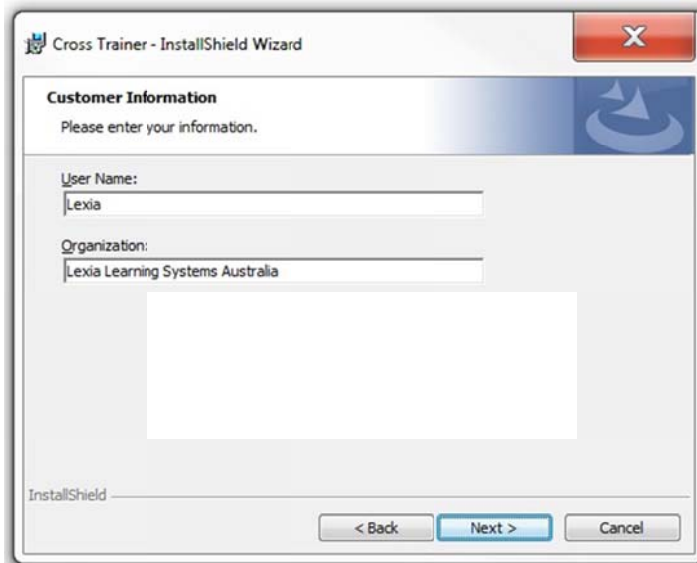 Cross Trainer - InstallShield Wizard
Customer Information
Please enter your information.
User Name:
Lexia
Organization:
Lexia Learning Systems Australia
InstallShield
< Back Next > Cancel